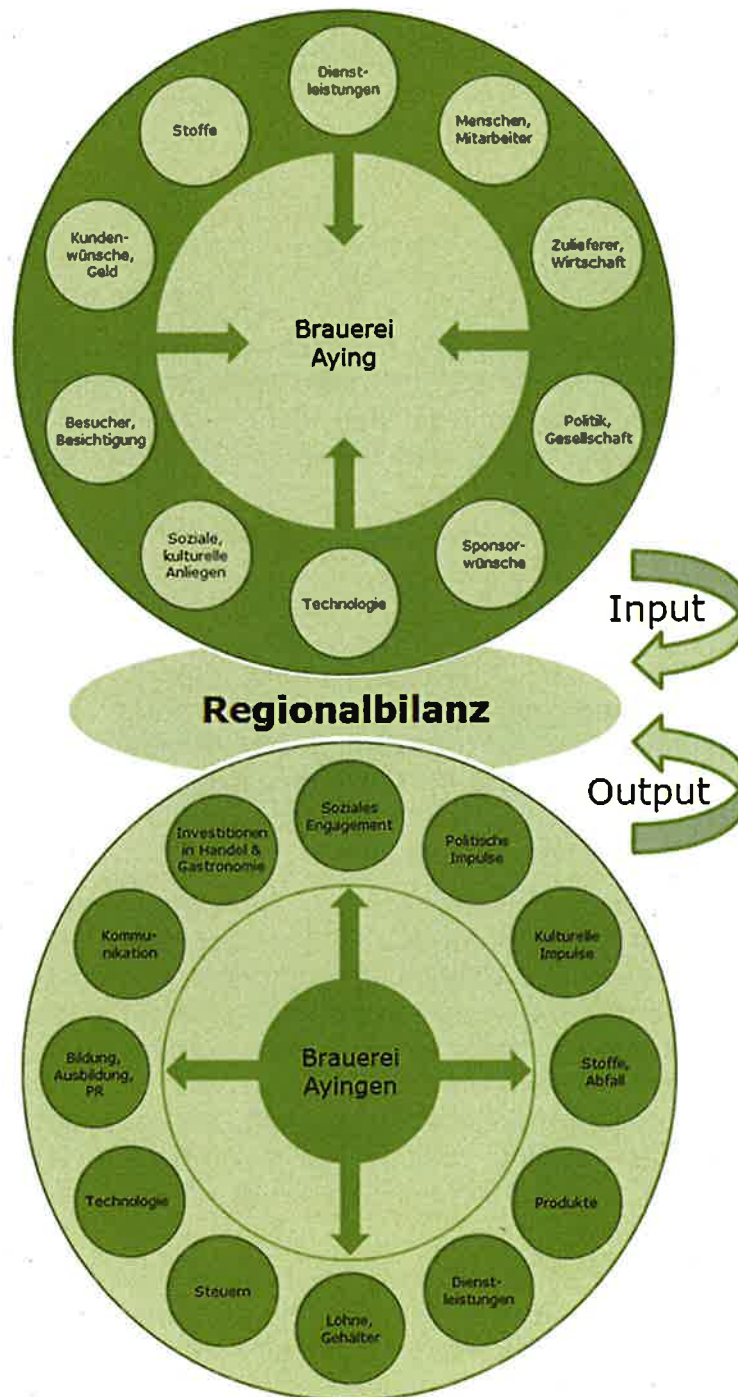 Dienst-
leistungen
Menschen,
Mitarbeiter
Stoffe
Zulieferer,
Wirtschaft
Kunden-
wünsche,
Geld
Brauerei
Aying
Politik,
Gesellschaft
Besucher,
Besichtigung
Sponsor-
wünsche
Soziale,
kulturelle
Anliegen
Technologie
Input
Regionalbilanz
Output
Soziales
Engagement
Politische
Impulse
Investitionen
in Handel &
Gastronomie
Kulturelle
Impulse
Kommu-
nikation
Stoffe,
Abfall
Brauerei
Ayingen
Bildung,
Ausbildung,
PR
Produkte
Technologie
Dienst-
leistungen
Steuern
Löhne,
Gehälter